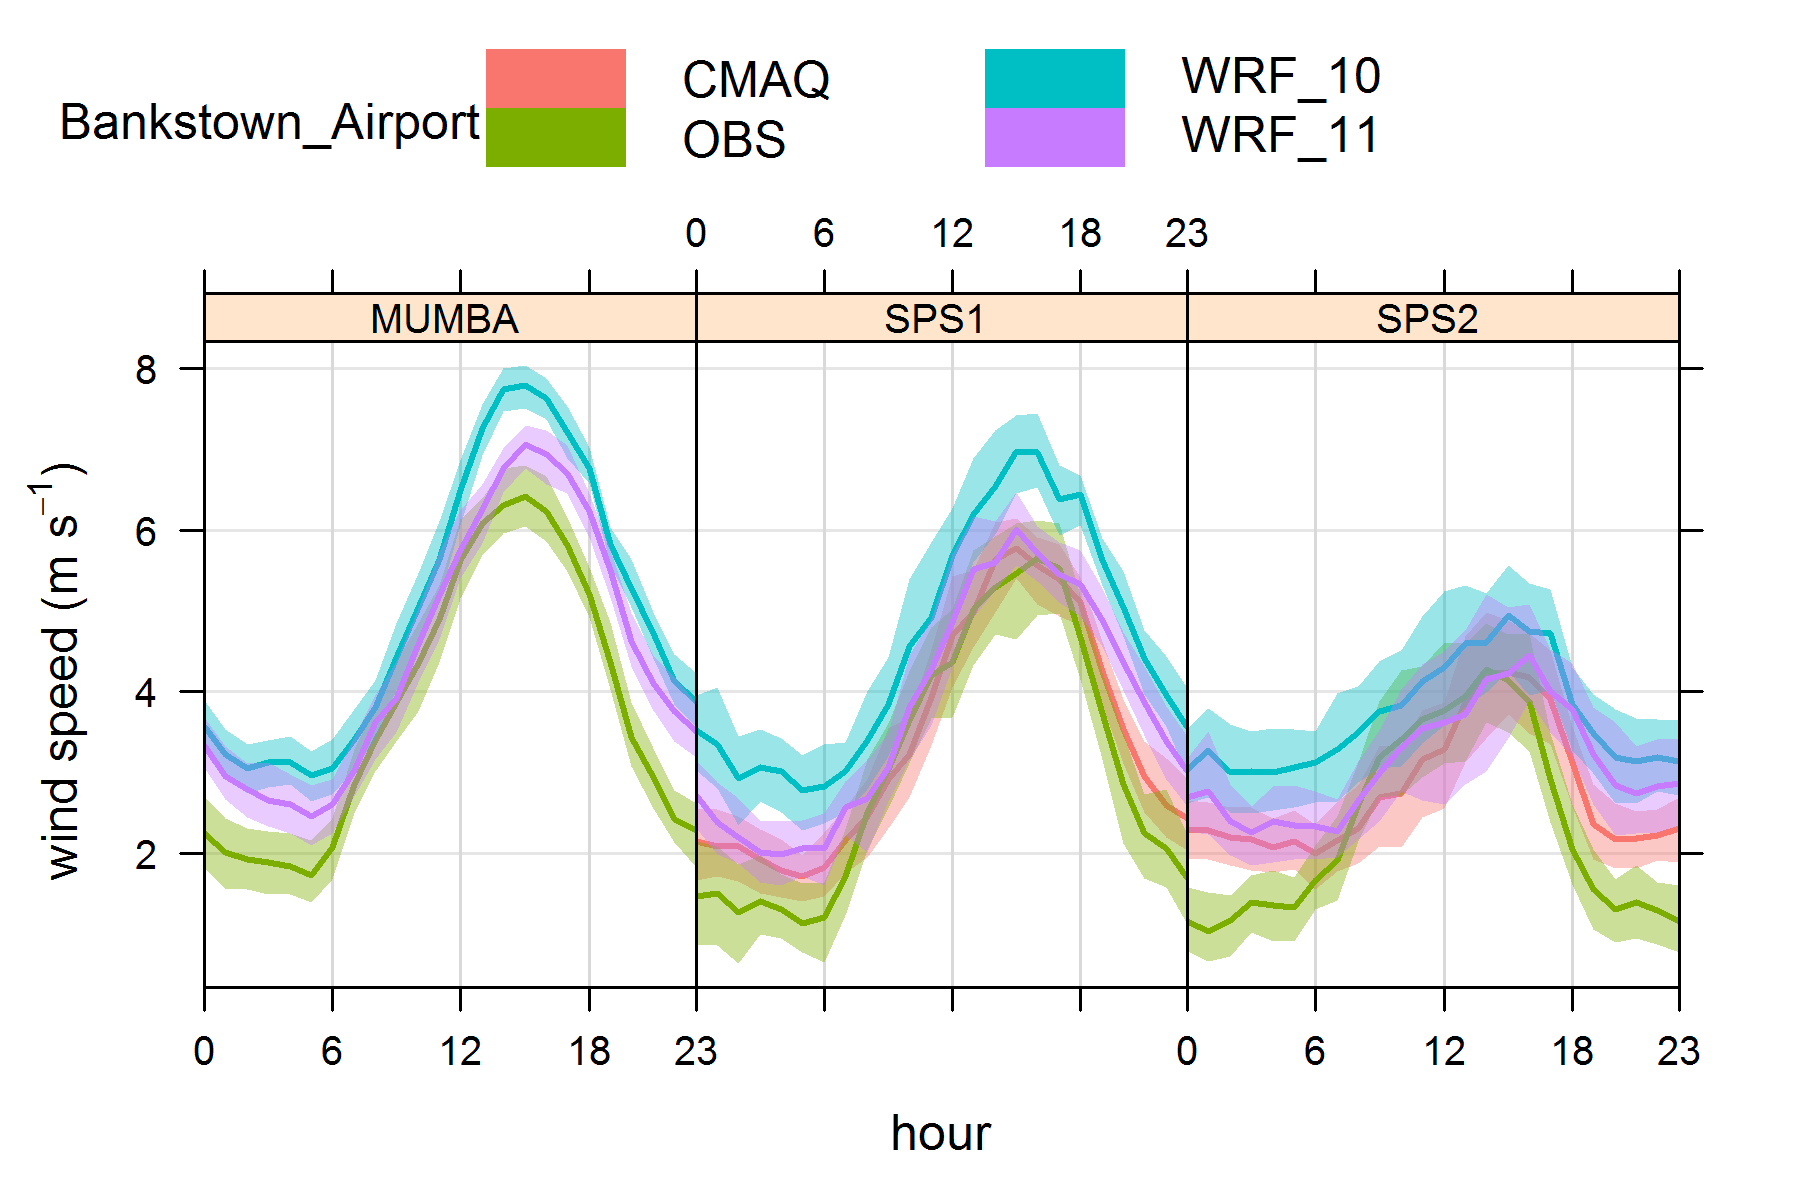 Bankstown_Airport
CMAQ
OBS
WRF_10
WRF_11
0 6 12 18 23
MUMBA SPS1 SPS2
8
6
4
2
wind speed (m s⁻¹)
0 6 12 18 23 0 6 12 18 23
hour